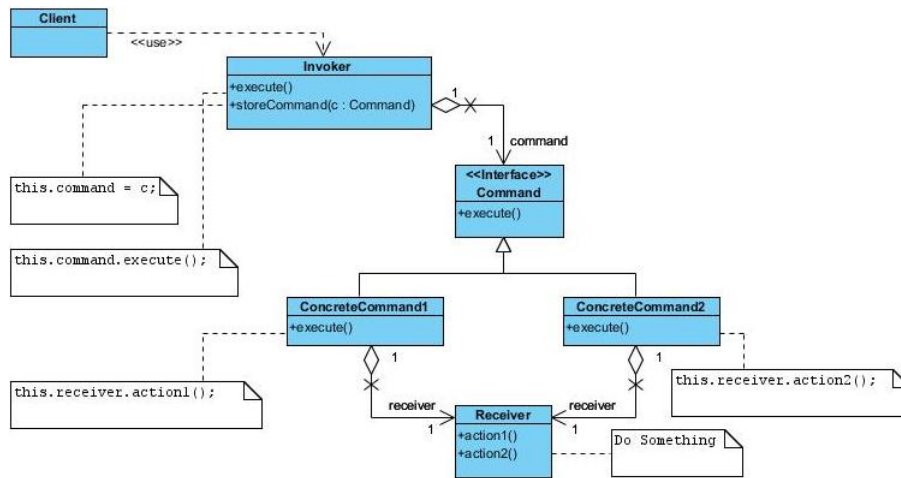 Client
<<use>>
Invoker
+execute()
+storeCommand(c : Command)
1
1 command
this.command = c;
<<Interface>>
Command
+execute()
this.command.execute();
ConcreteCommand1
+execute()
ConcreteCommand2
+execute()
1
1
this.receiver.action1();
this.receiver.action2();
receiver
receiver
1
1
Receiver
+action1()
+action2()
Do Something